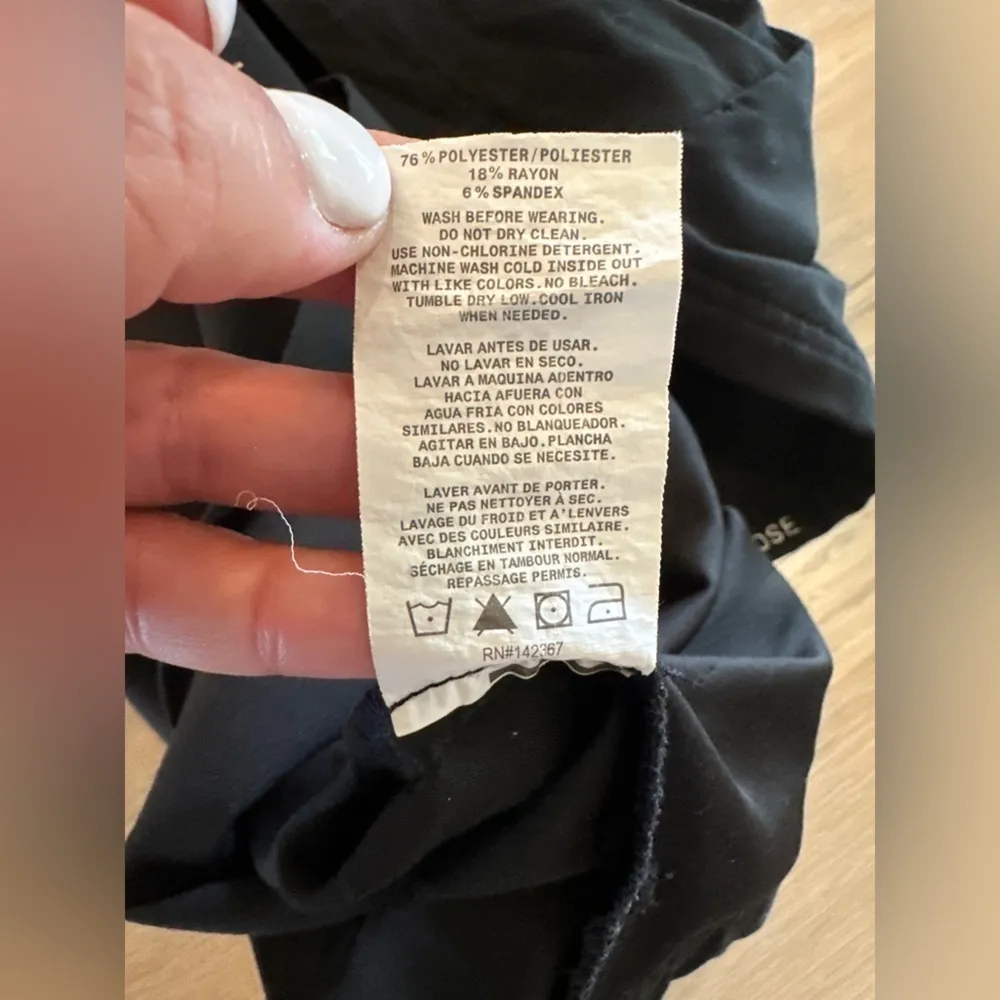 76% POLYESTER/POLIESTER
18% RAYON
6% SPANDEX
WASH BEFORE WEARING.
DO NOT DRY CLEAN.
USE NON-CHLORINE DETERGENT.
MACHINE WASH COLD INSIDE OUT
WITH LIKE COLORS.NO BLEACH.
TUMBLE DRY LOW.COOL IRON
WHEN NEEDED.
LAVAR ANTES DE USAR.
NO LAVAR EN SECO.
LAVAR A MAQUINA ADENTRO
HACIA AFUERA CON
AGUA FRIA CON COLORES
SIMILARES.NO BLANQUEADOR.
AGITAR EN BAJO.PLANCHA
BAJA CUANDO SE NECESITE.
LAVER AVANT DE PORTER.
NE PAS NETTOYER À SEC.
LAVAGE DU FROID ET A'LENVERS
AVEC DES COULEURS SIMILAIRE.
BLANCHIMENT INTERDIT.
SÉCHAGE EN TAMBOUR NORMAL.
REPASSAGE PERMIS.
RN#142367